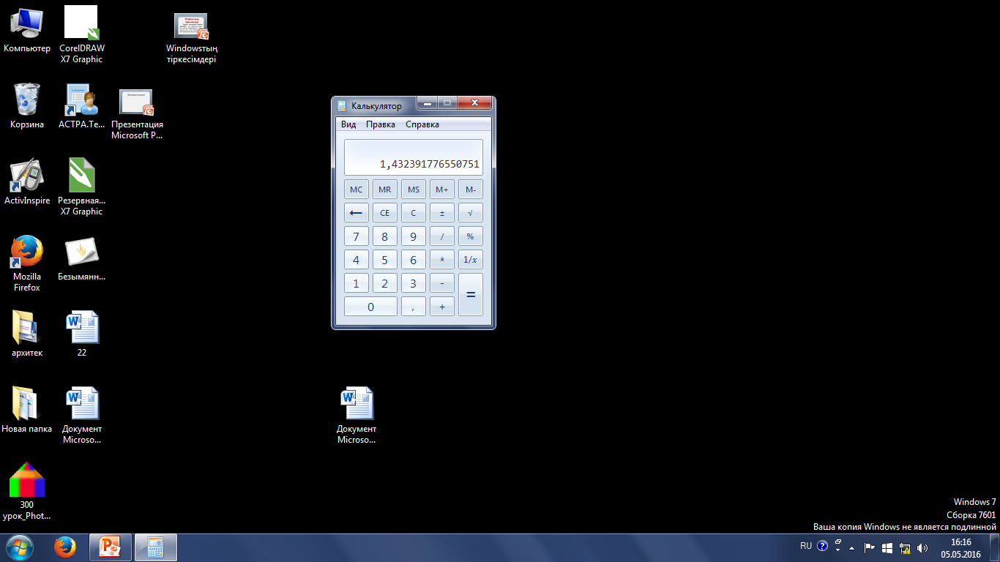 Компьютер
CorelDRAW
X7 Graphic
Windowsтың
тіркесімдері
Корзина
АСТРА.Те...
Презентация
Microsoft P...
ActivInspire
Резервная...
X7 Graphic
Mozilla
Firefox
Безымянн...
архитек
22
Новая папка
Документ
Microso...
Документ
Microso...
300
урок_Phot...
Калькулятор
Вид Правка Справка
1,432391776550751
MC MR MS M+ M-
← CE C ± √
7 8 9 / %
4 5 6 * 1/x
1 2 3 - =
0 , +
Windows 7
Сборка 7601
Ваша копия Windows не является подлинной
RU
16:16
05.05.2016